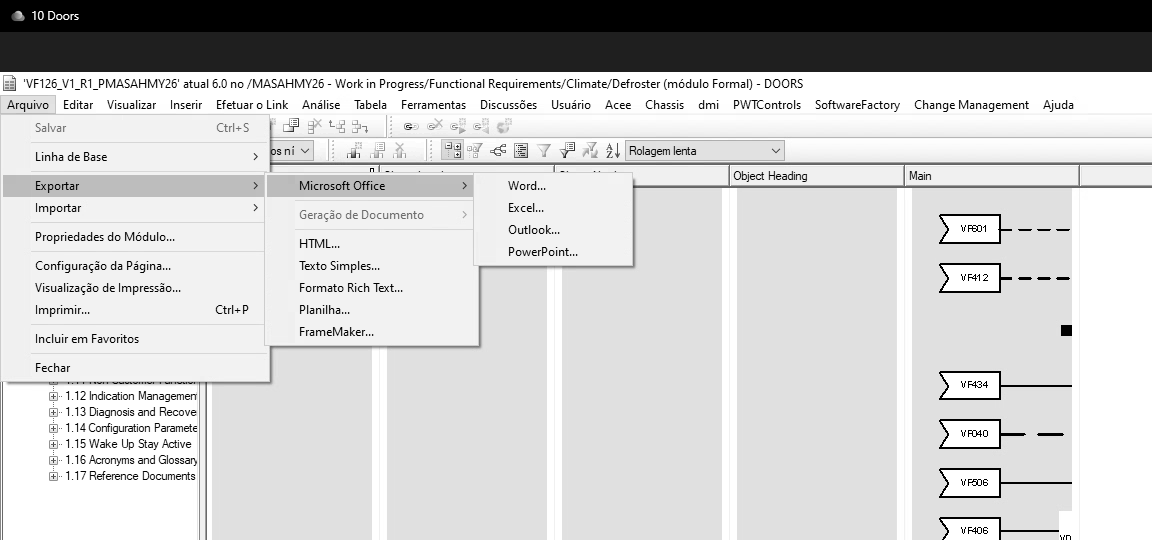 10 Doors
'VF126_V1_R1_PMASAHMY26' atual 6.0 no /MASAHMY26 - Work in Progress/Functional Requirements/Climate/Defroster (módulo Formal) - DOORS
Arquivo Editar Visualizar Inserir Efetuar o Link Análise Tabela Ferramentas Discussões Usuário Acee Chassis dmi PWTControls SoftwareFactory Change Management Ajuda
Salvar Ctrl+S
Linha de Base
Exportar
Importar
Propriedades do Módulo...
Configuração da Página...
Visualização de Impressão...
Imprimir... Ctrl+P
Incluir em Favoritos
Fechar
Microsoft Office
Geração de Documento
HTML...
Texto Simples...
Formato Rich Text...
Planilha...
FrameMaker...
Word...
Excel...
Outlook...
PowerPoint...
os ní
Rolagem lenta
Object Heading
Main
VF601
VF412
VF434
VF040
VF506
VF406
1.12 Indication Managemen
1.13 Diagnosis and Recove
1.14 Configuration Paramete
1.15 Wake Up Stay Active
1.16 Acronyms and Glossary
1.17 Reference Documents